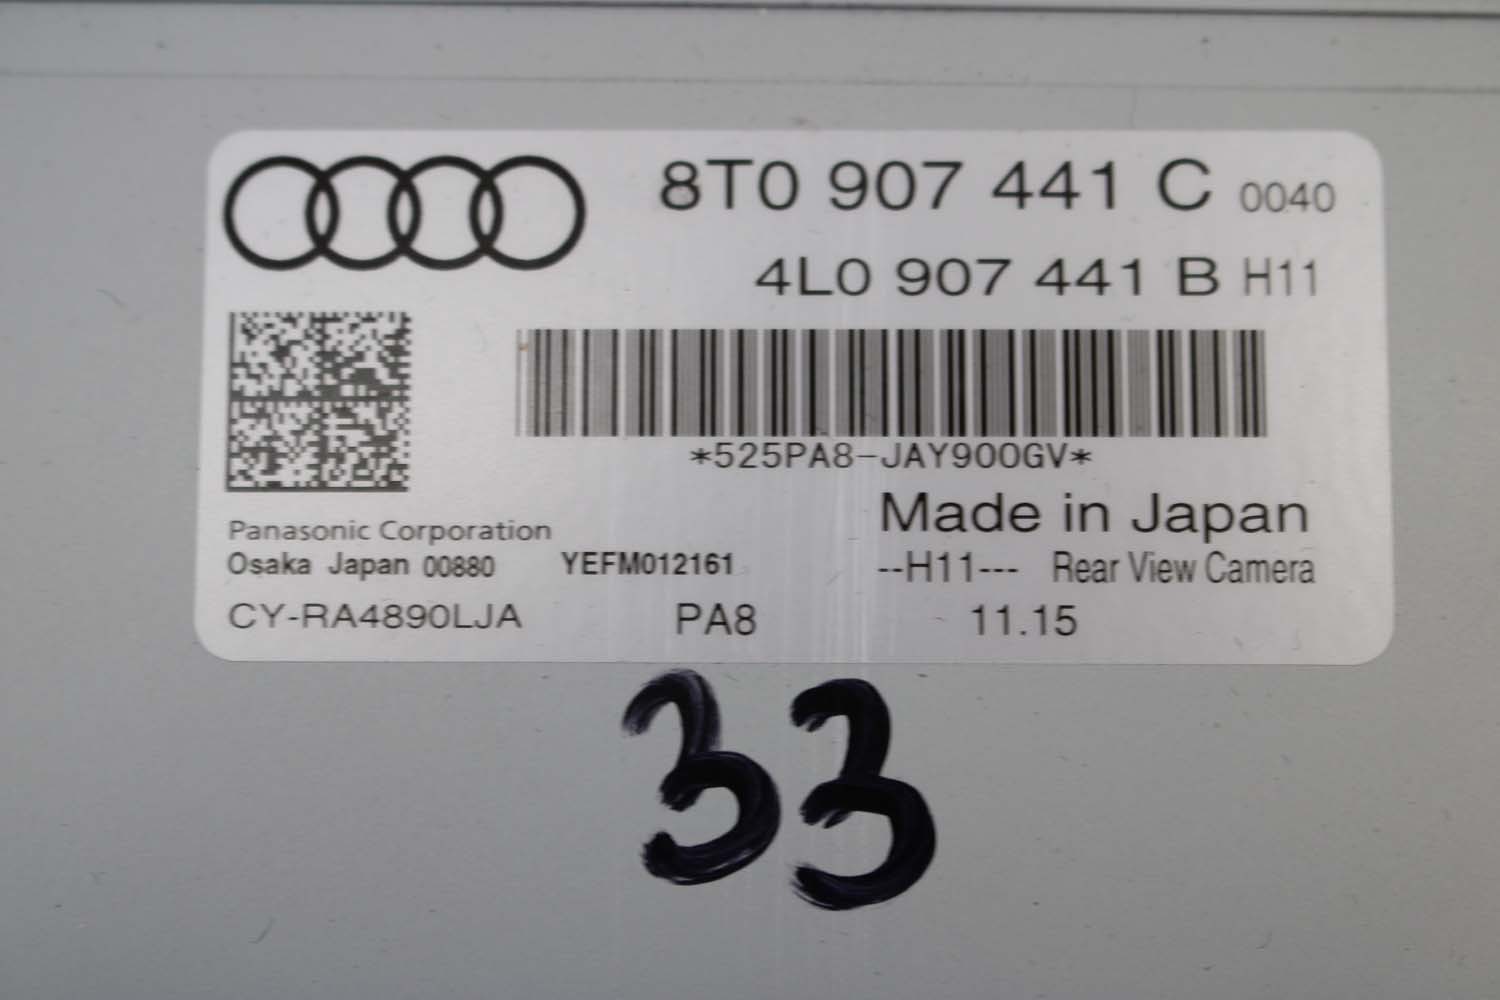 8T0 907 441 C 0040
4L0 907 441 B H11
*525PA8-JAY900GV*
Made in Japan
Panasonic Corporation
Osaka Japan 00880 YEFM012161 --H11--- Rear View Camera
CY-RA4890LJA PA8 11.15
33